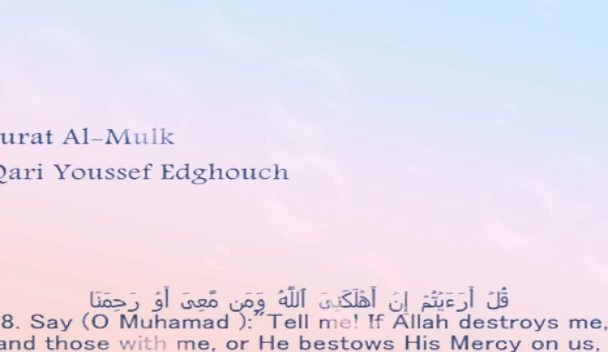 urat Al-Mulk
Qari Youssef Edghouch
قُلْ أَرَءَيْتُمْ إِنْ أَهْلَكَنِىَ ٱللَّهُ وَمَن مَّعِىَ أَوْ رَحِمَنَا
8. Say (O Muhamad ):"Tell me! If Allah destroys me,
and those with me, or He bestows His Mercy on us,